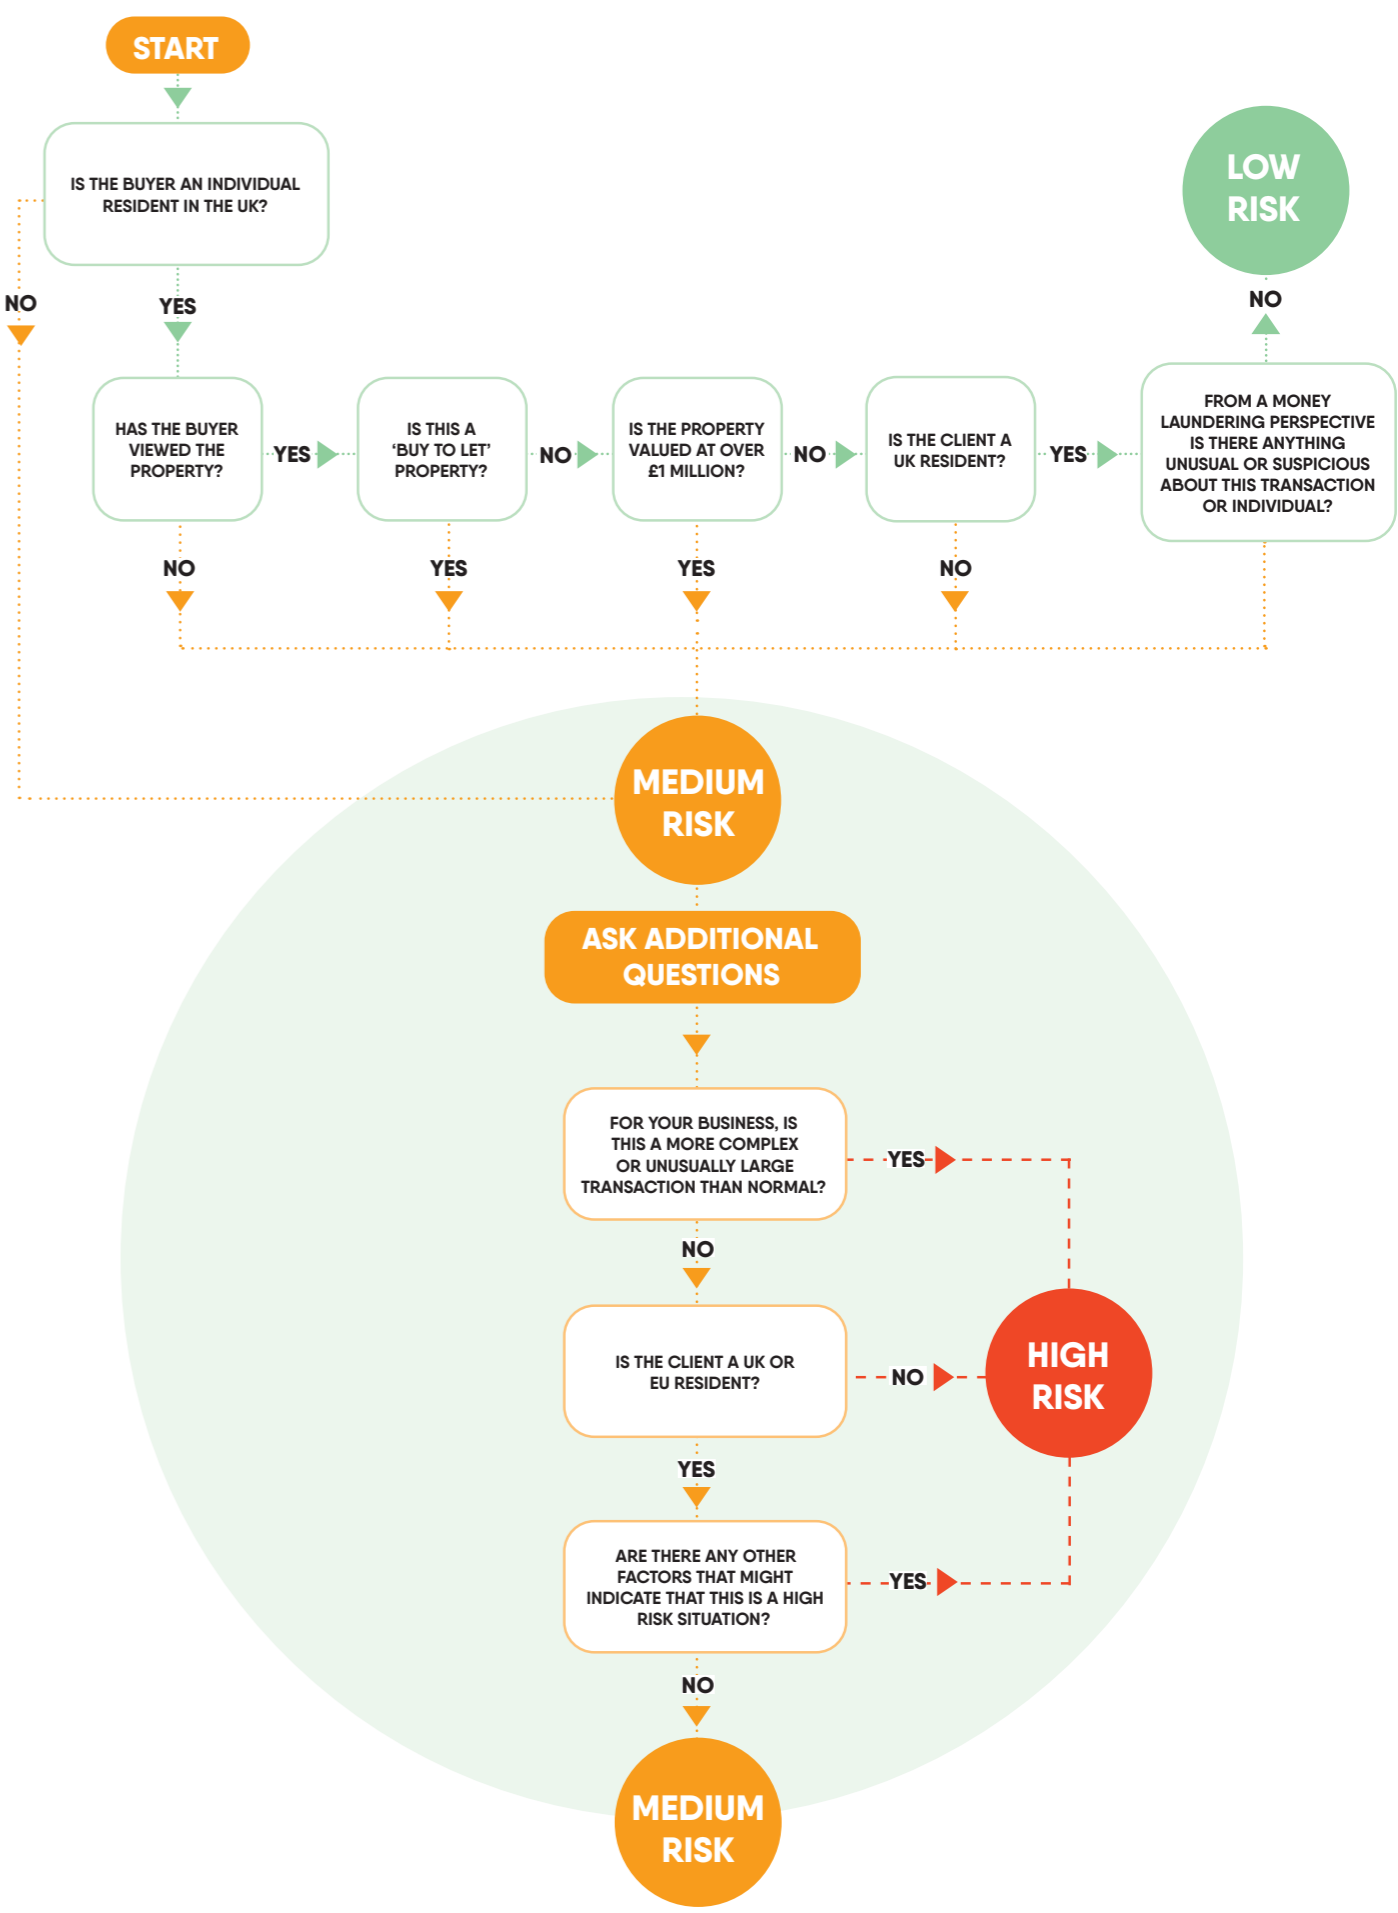 START
IS THE BUYER AN INDIVIDUAL
RESIDENT IN THE UK?
NO
YES
LOW
RISK
NO
HAS THE BUYER
VIEWED THE
PROPERTY?
YES
IS THIS A
‘BUY TO LET’
PROPERTY?
NO
IS THE PROPERTY
VALUED AT OVER
£1 MILLION?
NO
IS THE CLIENT A
UK RESIDENT?
YES
FROM A MONEY
LAUNDERING PERSPECTIVE
IS THERE ANYTHING
UNUSUAL OR SUSPICIOUS
ABOUT THIS TRANSACTION
OR INDIVIDUAL?
NO
YES
YES
NO
MEDIUM
RISK
ASK ADDITIONAL
QUESTIONS
FOR YOUR BUSINESS, IS
THIS A MORE COMPLEX
OR UNUSUALLY LARGE
TRANSACTION THAN NORMAL?
YES
NO
IS THE CLIENT A UK OR
EU RESIDENT?
NO
HIGH
RISK
YES
ARE THERE ANY OTHER
FACTORS THAT MIGHT
INDICATE THAT THIS IS A HIGH
RISK SITUATION?
YES
NO
MEDIUM
RISK